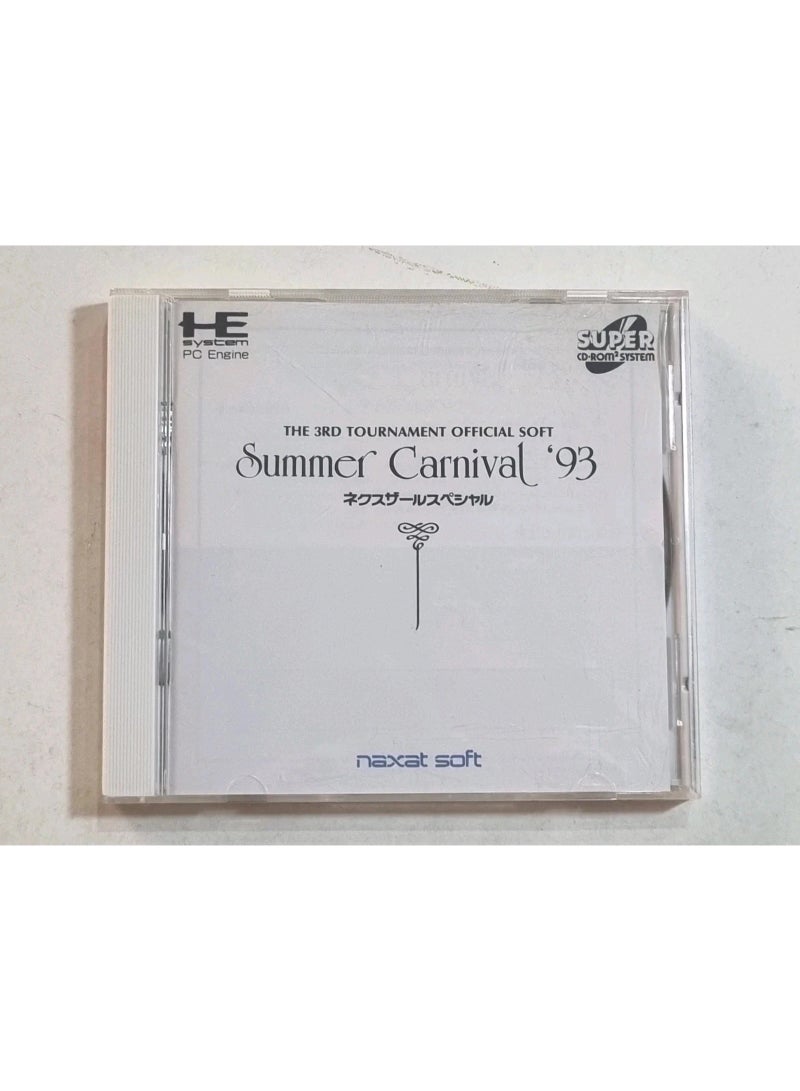 HE
system
PC Engine
SUPER
CD-ROM² SYSTEM
THE 3RD TOURNAMENT OFFICIAL SOFT
Summer Carnival '93
ネクスザールスペシャル
naxat soft